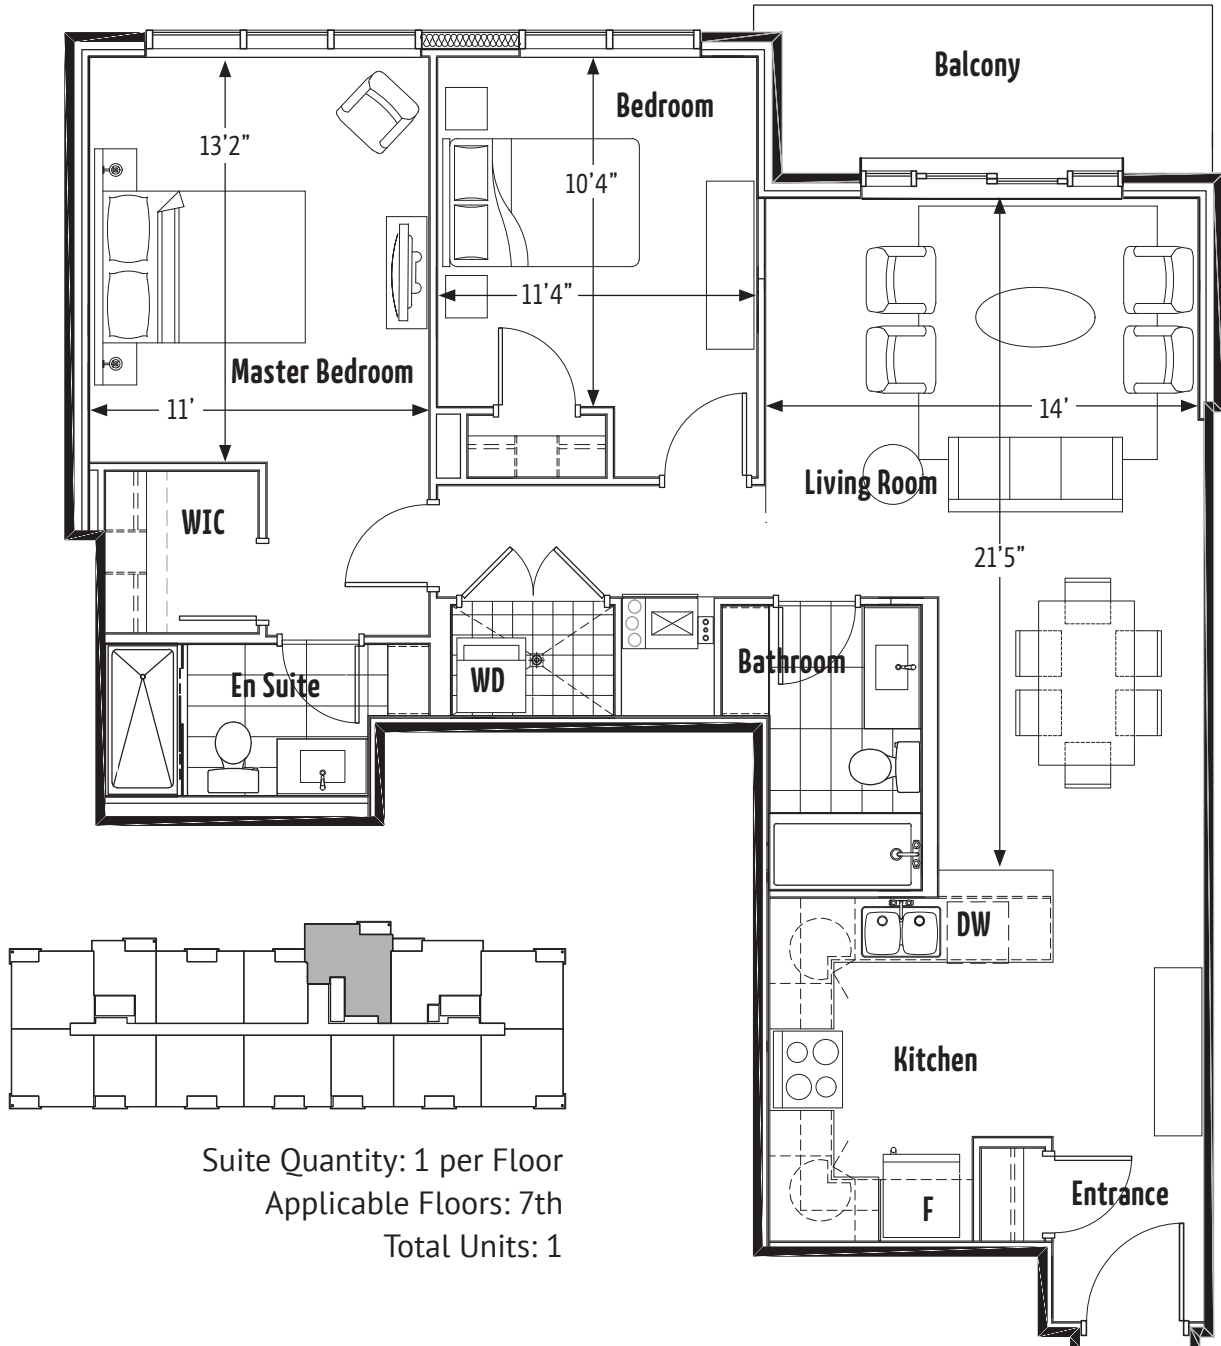 Balcony
Bedroom
13’2”
10’4”
11’4”
Master Bedroom
11’
14’
Living Room
WIC
21’5”
Bathroom
En Suite
WD
DW
Kitchen
Entrance
F
Suite Quantity: 1 per Floor
Applicable Floors: 7th
Total Units: 1